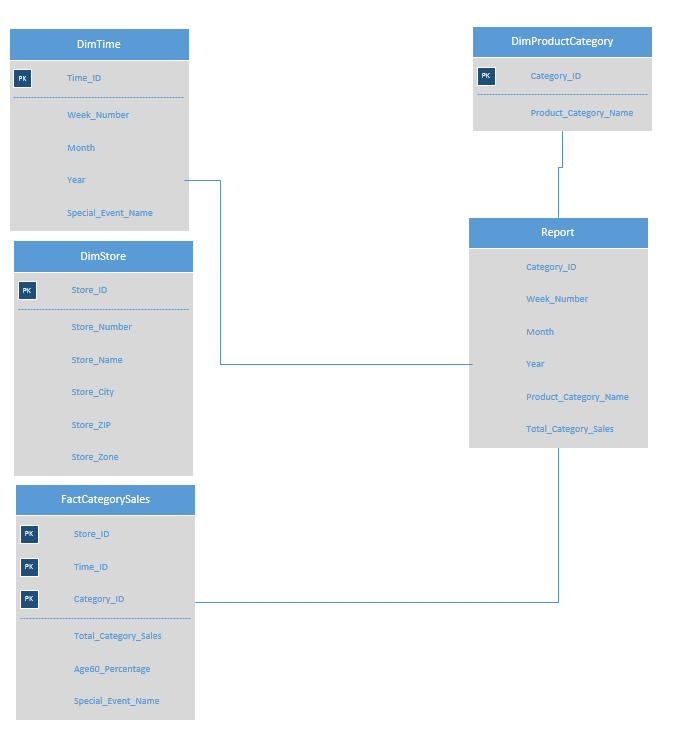 DimTime
PK Time_ID
Week_Number
Month
Year
Special_Event_Name
DimStore
PK Store_ID
Store_Number
Store_Name
Store_City
Store_ZIP
Store_Zone
FactCategorySales
PK Store_ID
PK Time_ID
PK Category_ID
Total_Category_Sales
Age60_Percentage
Special_Event_Name
DimProductCategory
PK Category_ID
Product_Category_Name
Report
Category_ID
Week_Number
Month
Year
Product_Category_Name
Total_Category_Sales